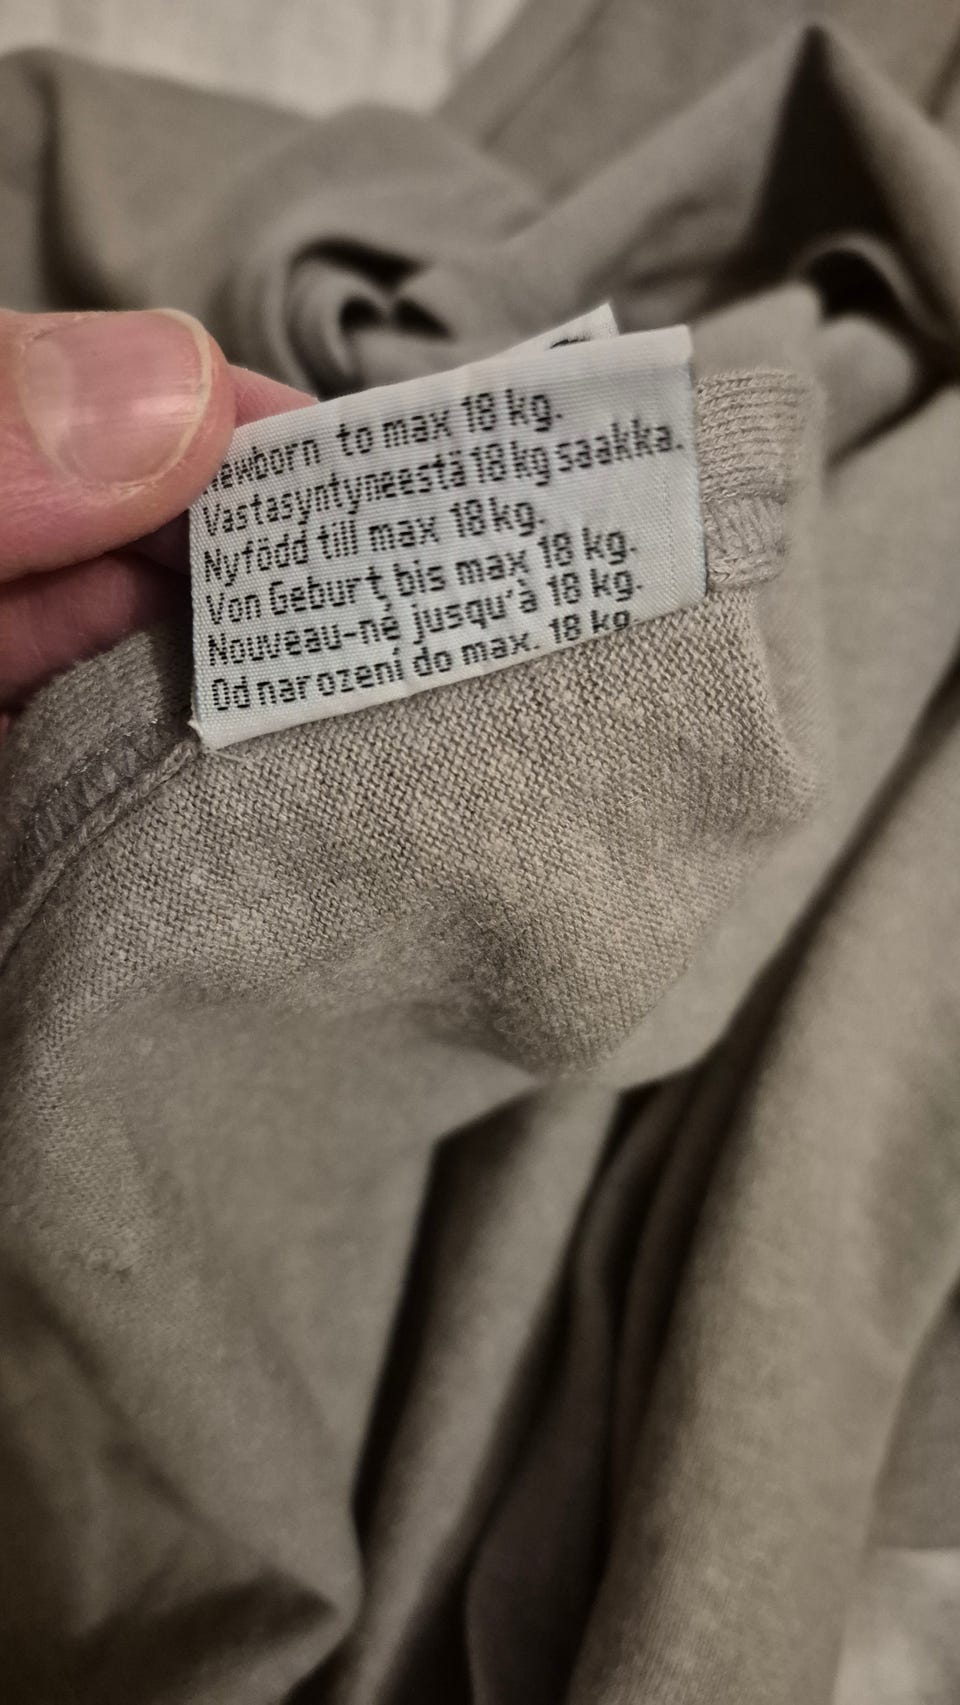 Newborn to max 18 kg.
Vastasyntyneestä 18 kg saakka.
Nyfödd till max 18 kg.
Von Geburt bis max 18 kg.
Nouveau-né jusqu'à 18 kg.
Od narození do max. 18 kg.